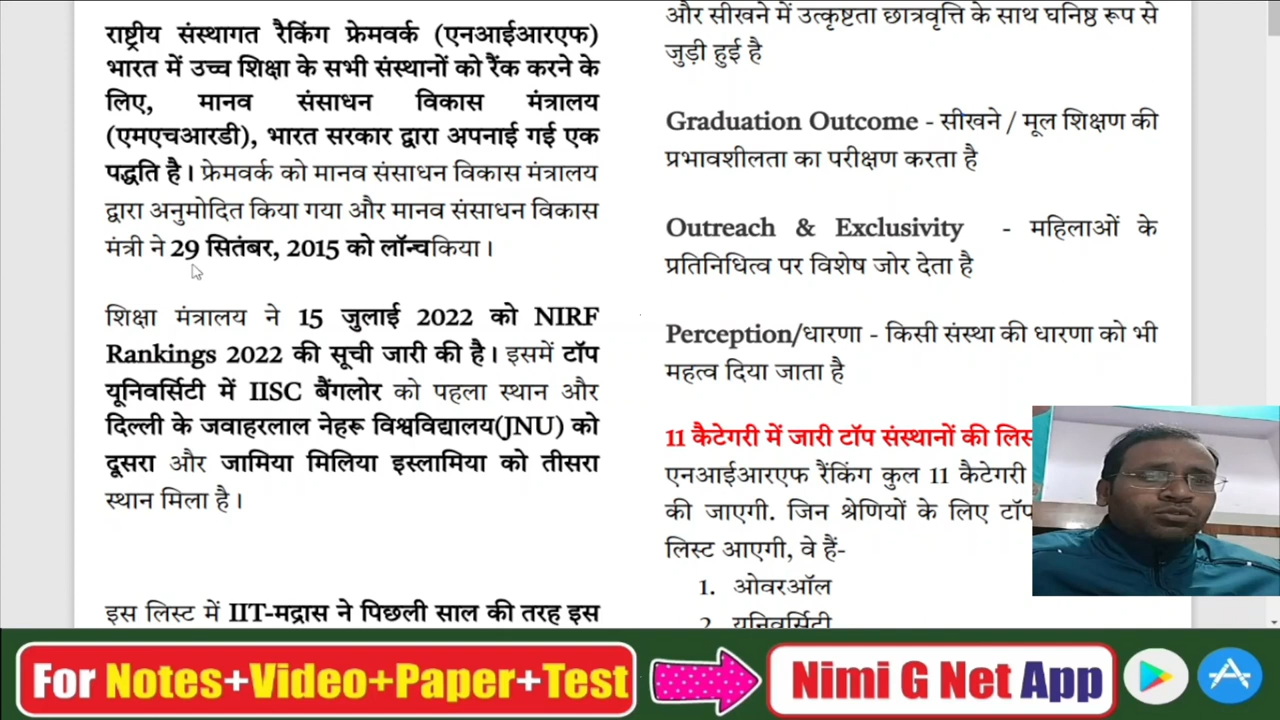 राष्ट्रीय संस्थागत रैकिंग फ्रेमवर्क (एनआईआरएफ)
भारत में उच्च शिक्षा के सभी संस्थानों को रैंक करने के
लिए, मानव संसाधन विकास मंत्रालय
(एमएचआरडी), भारत सरकार द्वारा अपनाई गई एक
पद्धति है। फ्रेमवर्क को मानव संसाधन विकास मंत्रालय
द्वारा अनुमोदित किया गया और मानव संसाधन विकास
मंत्री ने 29 सितंबर, 2015 को लॉन्चकिया।
शिक्षा मंत्रालय ने 15 जुलाई 2022 को NIRF
Rankings 2022 की सूची जारी की है। इसमें टॉप
यूनिवर्सिटी में IISC बैंगलोर को पहला स्थान और
दिल्ली के जवाहरलाल नेहरू विश्वविद्यालय(JNU) को
दूसरा और जामिया मिलिया इस्लामिया को तीसरा
स्थान मिला है।
इस लिस्ट में IIT-मद्रास ने पिछली साल की तरह इस
और सीखने में उत्कृष्टता छात्रवृत्ति के साथ घनिष्ठ रूप से
जुड़ी हुई है
Graduation Outcome - सीखने / मूल शिक्षण की
प्रभावशीलता का परीक्षण करता है
Outreach & Exclusivity - महिलाओं के
प्रतिनिधित्व पर विशेष जोर देता है
Perception/धारणा - किसी संस्था की धारणा को भी
महत्व दिया जाता है
11 कैटेगरी में जारी टॉप संस्थानों की लिस
एनआईआरएफ रैंकिंग कुल 11 कैटेगरी
की जाएगी. जिन श्रेणियों के लिए टॉप
लिस्ट आएगी, वे हैं-
1. ओवरऑल
2. यूनिवर्सिटी
For Notes+Video+Paper+Test
Nimi G Net App